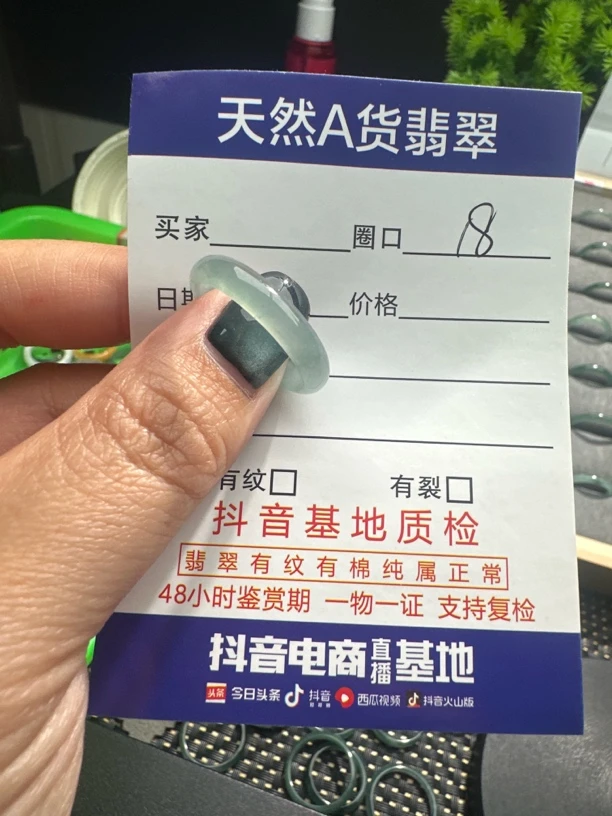 天然A货翡翠
买家 圈口 18
日期 价格
有纹 有裂
抖音基地质检
翡翠有纹有棉纯属正常
48小时鉴赏期 一物一证 支持复检
抖音电商直播基地
头条 今日头条 抖音 西瓜视频 抖音火山版